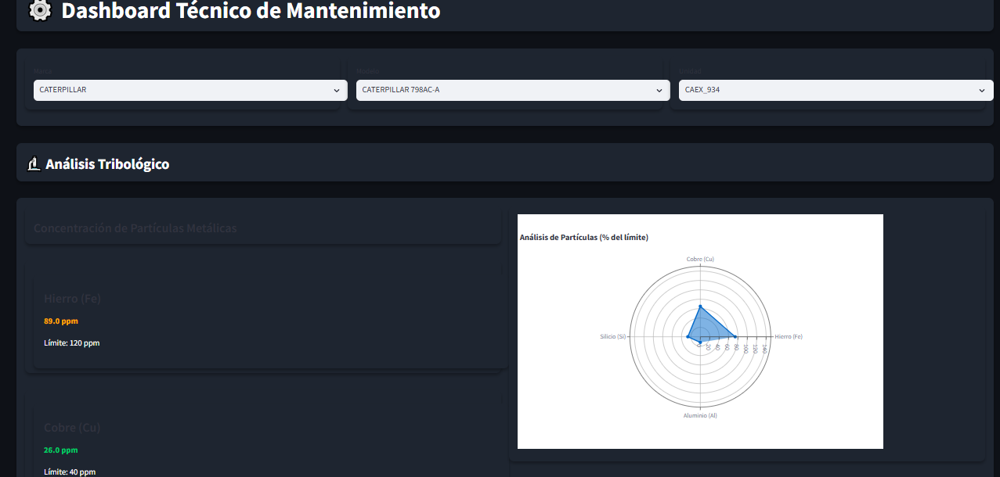 Dashboard Técnico de Mantenimiento
Marca Modelo Unidad
CATERPILLAR CATERPILLAR 798AC-A CAEX_934
Análisis Tribológico
Concentración de Partículas Metálicas
Hierro (Fe)
89.0 ppm
Límite: 120 ppm
Cobre (Cu)
26.0 ppm
Límite: 40 ppm
Análisis de Partículas (% del límite)
Cobre (Cu)
Silicio (Si)
Hierro (Fe)
0 20 40 60 80 100 120 140
Aluminio (Al)